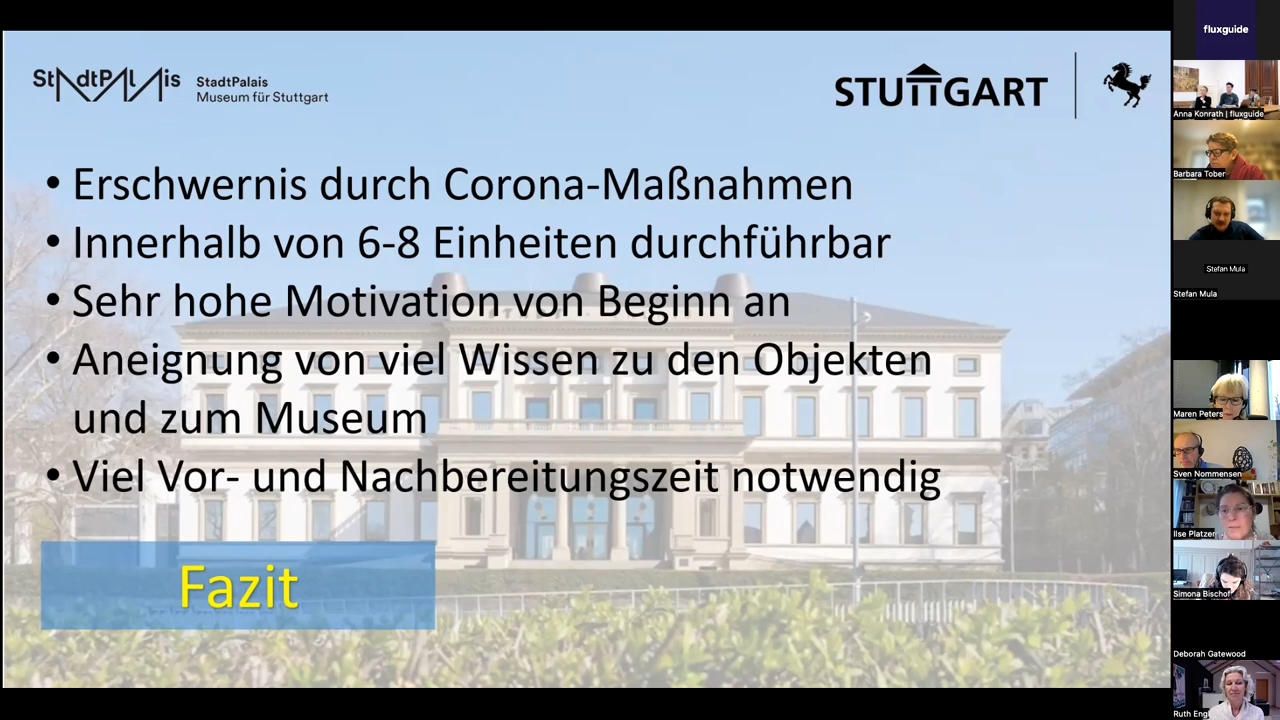 StadtPalais
StadtPalais
Museum für Stuttgart
STUTTGART
• Erschwernis durch Corona-Maßnahmen
• Innerhalb von 6-8 Einheiten durchführbar
• Sehr hohe Motivation von Beginn an
• Aneignung von viel Wissen zu den Objekten
und zum Museum
• Viel Vor- und Nachbereitungszeit notwendig
Fazit
fluxguide
Anna Konrath | fluxguide
Barbara Tober
Stefan Mula
Stefan Mula
Maren Peters
Sven Nommensen
Ilse Platzer
Simona Bischof
Deborah Gatewood
Ruth Engl